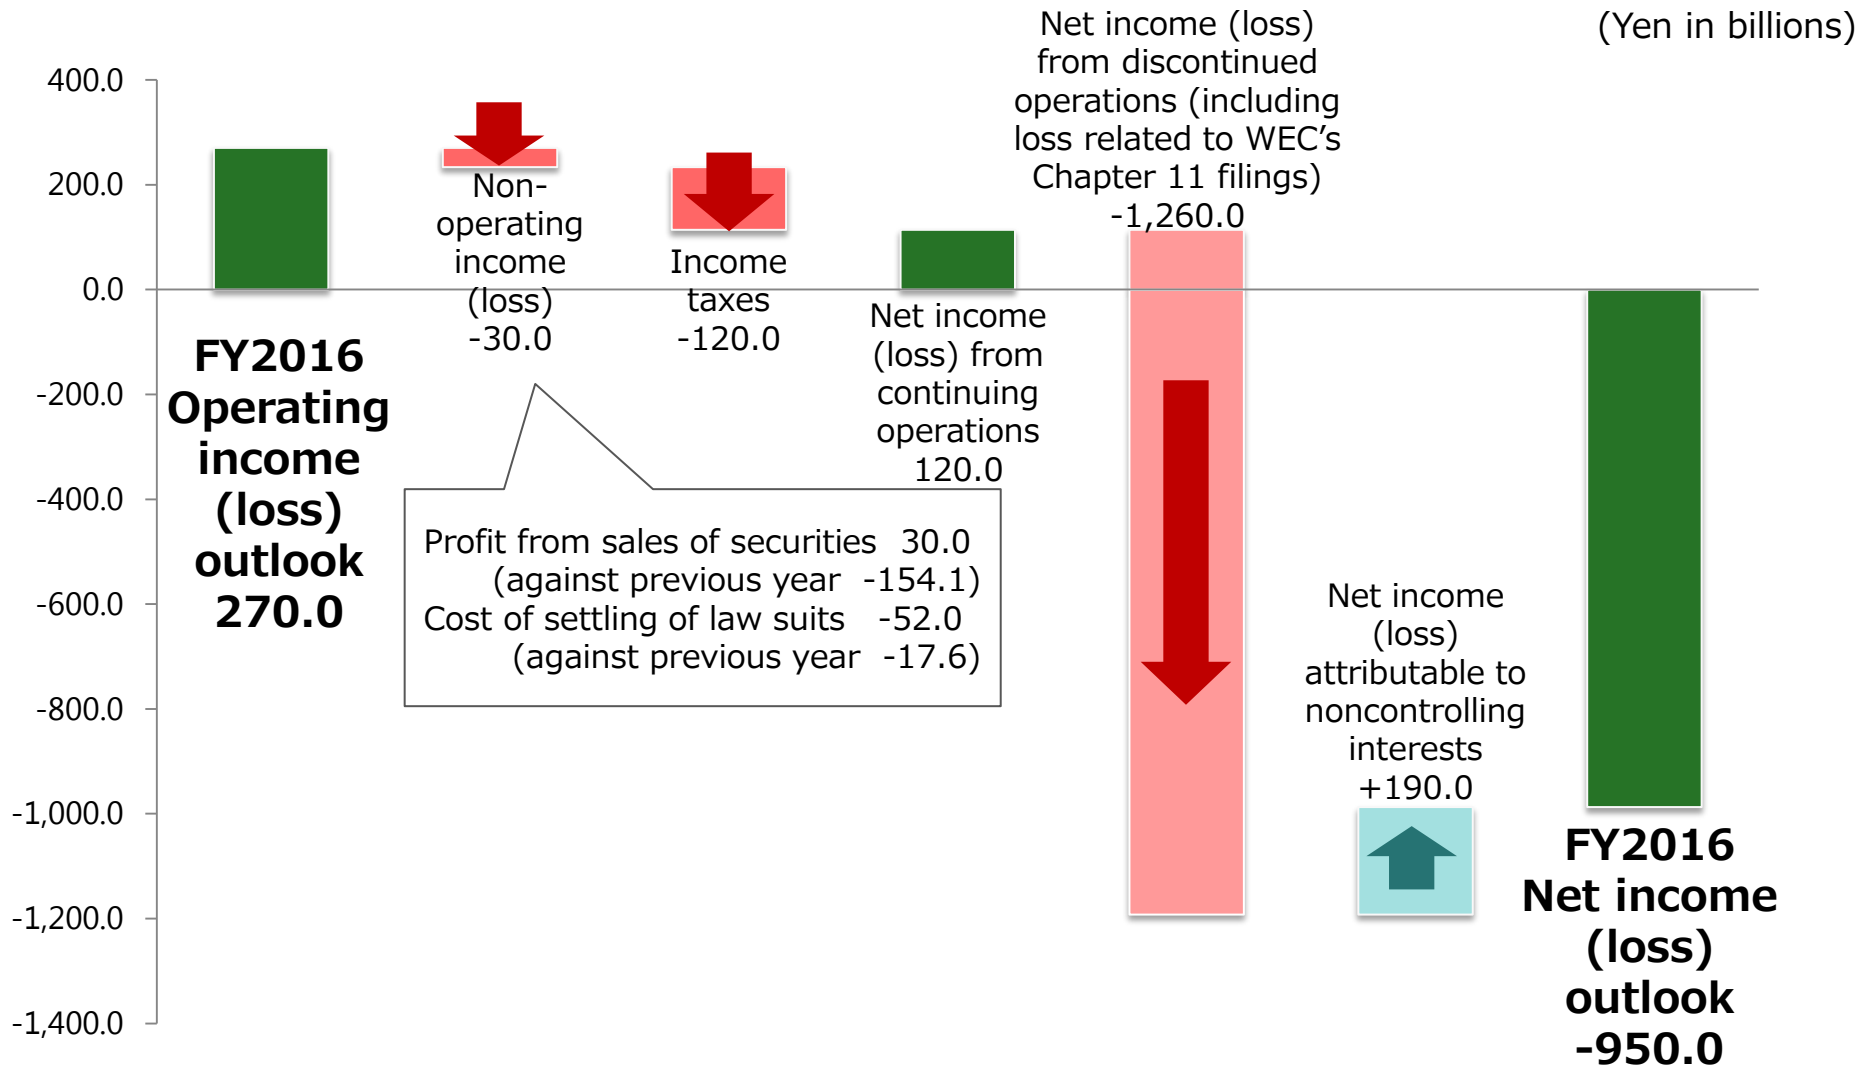 (Yen in billions)
400.0
200.0
0.0
-200.0
-400.0
-600.0
-800.0
-1,000.0
-1,200.0
-1,400.0
FY2016
Operating
income
(loss)
outlook
270.0
Non-
operating
income
(loss)
-30.0
Income
taxes
-120.0
Net income
(loss) from
continuing
operations
120.0
Net income (loss)
from discontinued
operations (including
loss related to WEC’s
Chapter 11 filings)
-1,260.0
Profit from sales of securities 30.0
(against previous year -154.1)
Cost of settling of law suits -52.0
(against previous year -17.6)
Net income
(loss)
attributable to
noncontrolling
interests
+190.0
FY2016
Net income
(loss)
outlook
-950.0